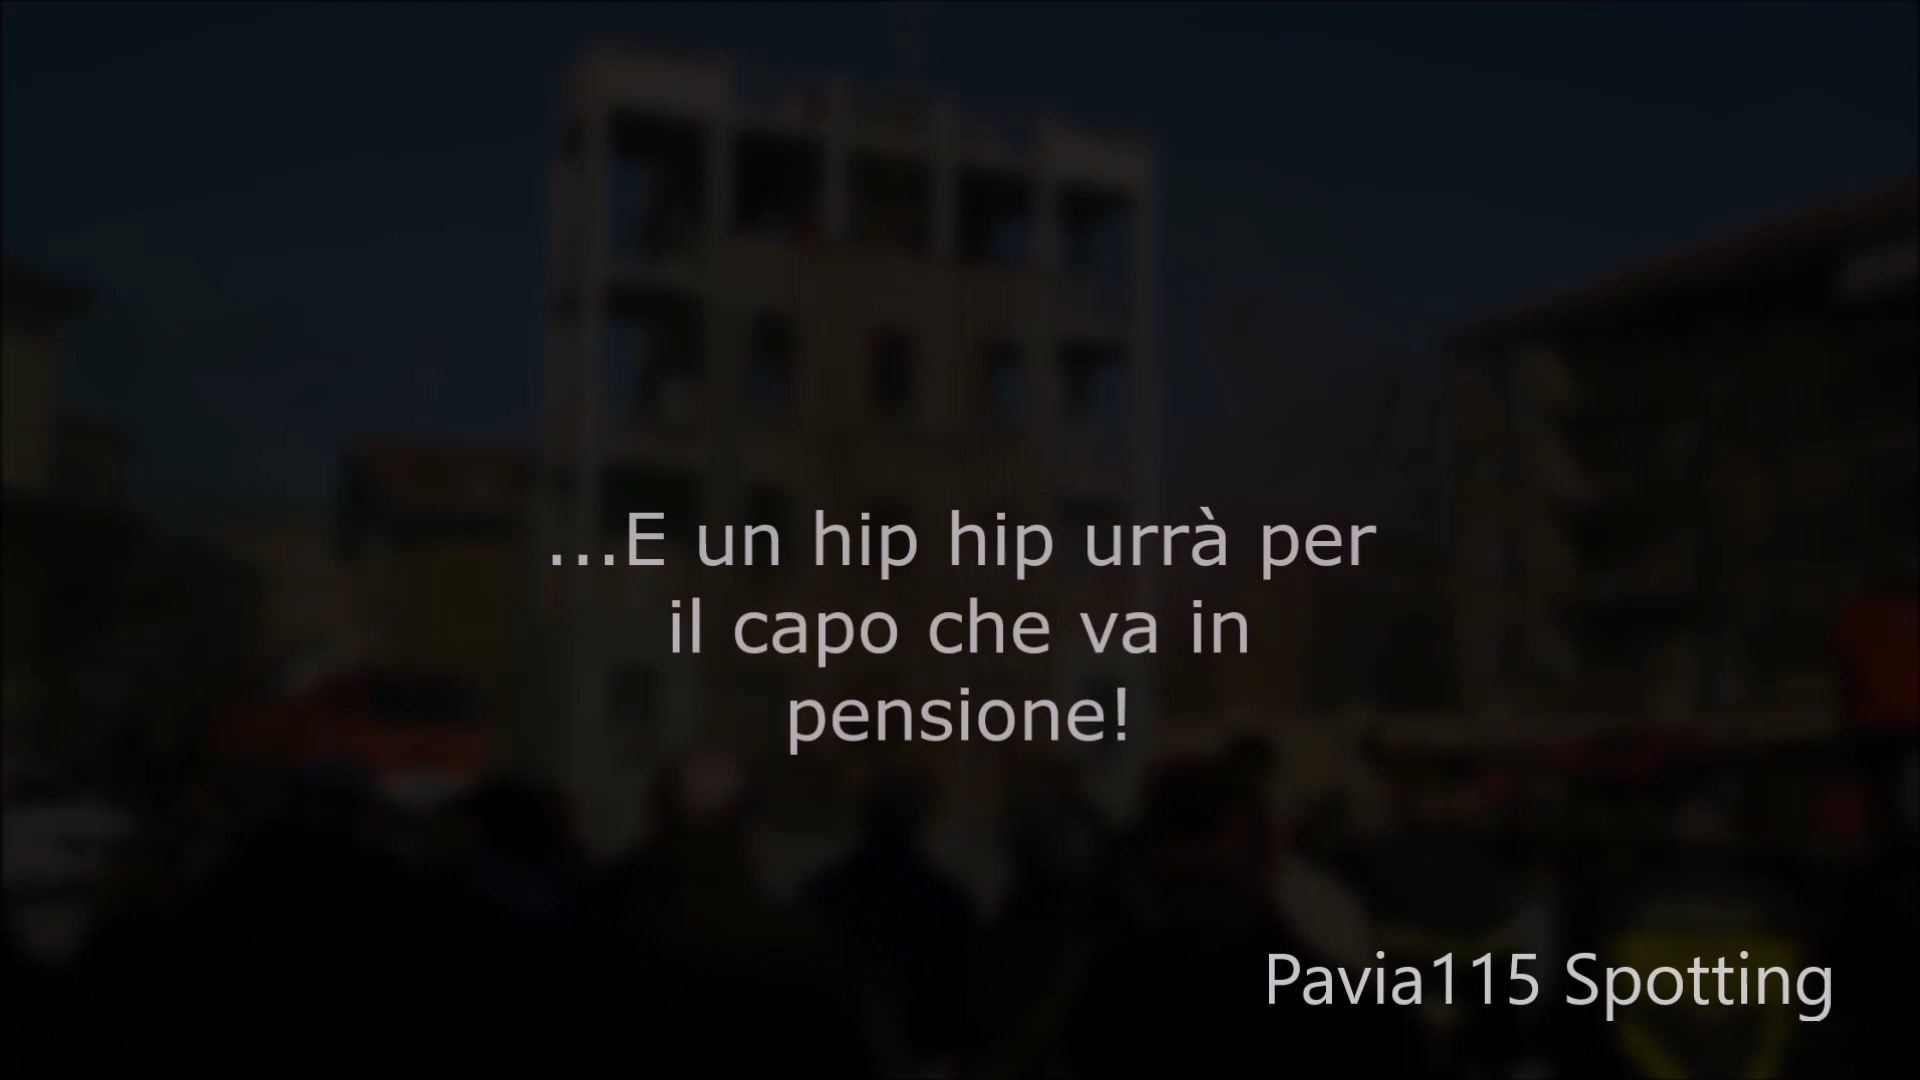 ...E un hip hip urrà per
il capo che va in
pensione!
Pavia115 Spotting